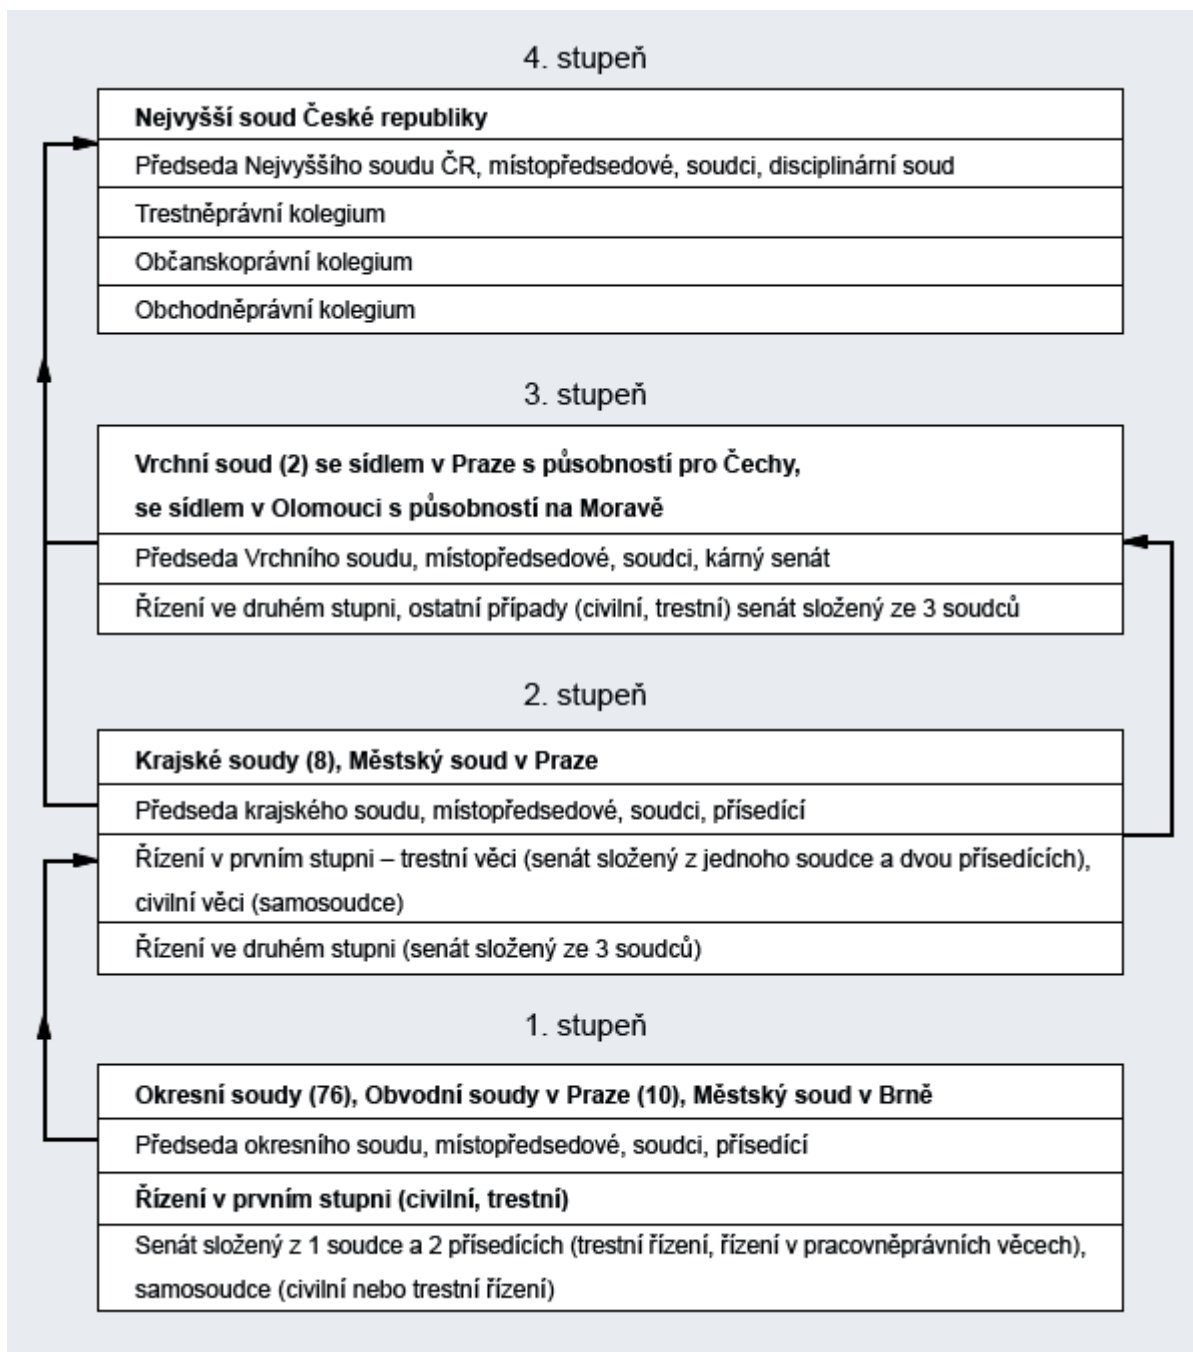 4. stupeň
Nejvyšší soud České republiky
Předseda Nejvyššího soudu ČR, místopředsedové, soudci, disciplinární soud
Trestněprávní kolegium
Občanskoprávní kolegium
Obchodněprávní kolegium
3. stupeň
Vrchní soud (2) se sídlem v Praze s působností pro Čechy,
se sídlem v Olomouci s působností na Moravě
Předseda Vrchního soudu, místopředsedové, soudci, kárný senát
Řízení ve druhém stupni, ostatní případy (civilní, trestní) senát složený ze 3 soudců
2. stupeň
Krajské soudy (8), Městský soud v Praze
Předseda krajského soudu, místopředsedové, soudci, přísedící
Řízení v prvním stupni – trestní věci (senát složený z jednoho soudce a dvou přísedících),
civilní věci (samosoudce)
Řízení ve druhém stupni (senát složený ze 3 soudců)
1. stupeň
Okresní soudy (76), Obvodní soudy v Praze (10), Městský soud v Brně
Předseda okresního soudu, místopředsedové, soudci, přísedící
Řízení v prvním stupni (civilní, trestní)
Senát složený z 1 soudce a 2 přísedících (trestní řízení, řízení v pracovněprávních věcech),
samosoudce (civilní nebo trestní řízení)